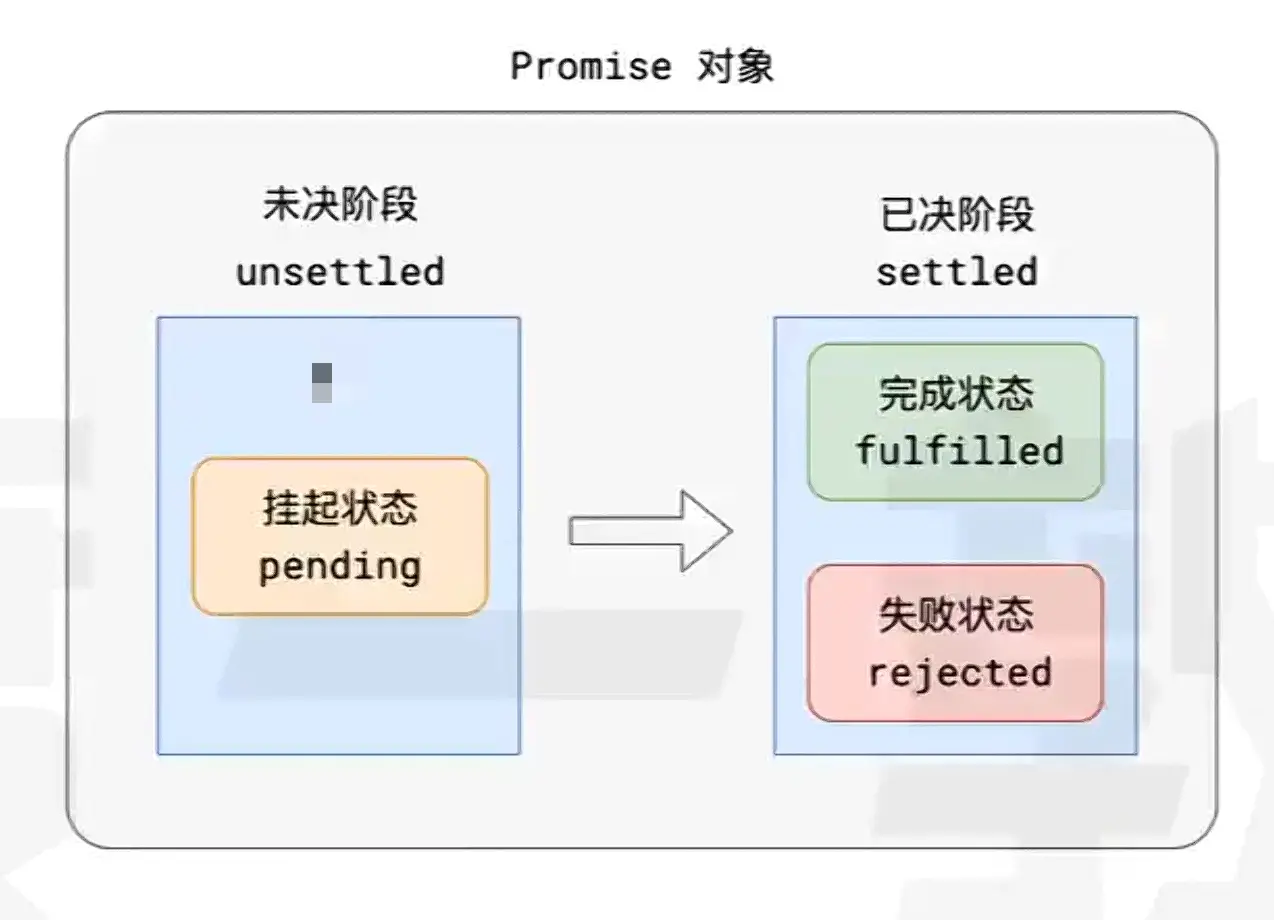 Promise 对象
未决阶段
unsettled
挂起状态
pending
已决阶段
settled
完成状态
fulfilled
失败状态
rejected